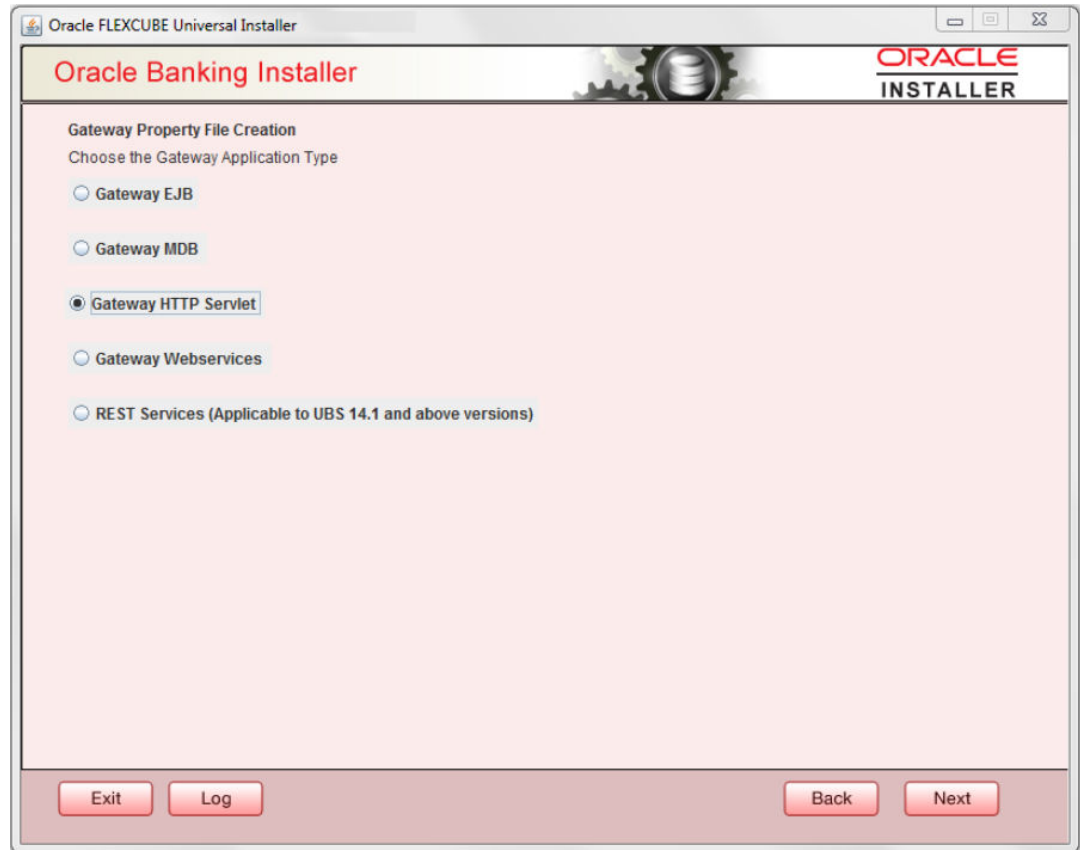 Oracle FLEXCUBE Universal Installer
Oracle Banking Installer
ORACLE
INSTALLER
Gateway Property File Creation
Choose the Gateway Application Type
Gateway EJB
Gateway MDB
Gateway HTTP Servlet
Gateway Webservices
REST Services (Applicable to UBS 14.1 and above versions)
Exit Log Back Next